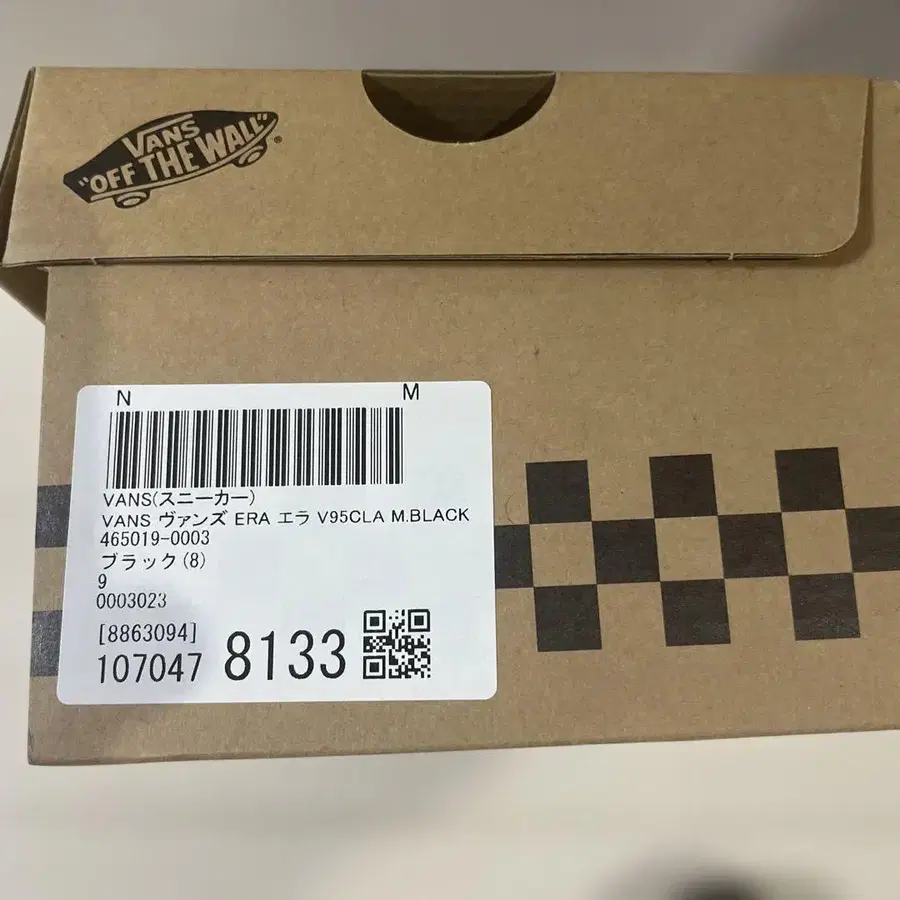 VANS
"OFF THE WALL"®
N M
VANS(スニーカー)
VANS ヴァンズ ERA エラ V95CLA M.BLACK
465019-0003
ブラック(8)
9
0003023
[8863094]
107047 8133